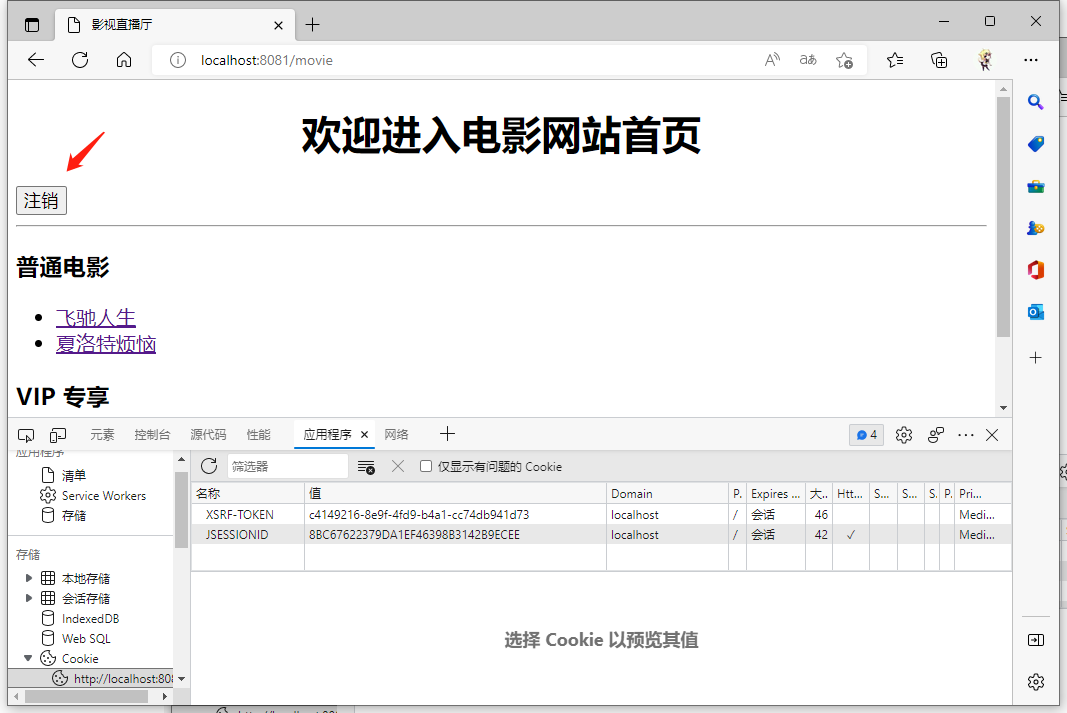 影视直播厅
localhost:8081/movie
欢迎进入电影网站首页
注销
普通电影
飞驰人生
夏洛特烦恼
VIP 专享
元素 控制台 源代码 性能 应用程序 网络 4
应用程序
清单
Service Workers
存储
存储
本地存储
会话存储
IndexedDB
Web SQL
Cookie
http://localhost:808
筛选器 仅显示有问题的 Cookie
名称 值 Domain P. Expires ... 大.. Htt... S... S... S. P. Pri...
XSRF-TOKEN c4149216-8e9f-4fd9-b4a1-cc74db941d73 localhost / 会话 46 Medi...
JSESSIONID 8BC67622379DA1EF46398B3142B9ECEE localhost / 会话 42 ✓ Medi...
选择 Cookie 以预览其值